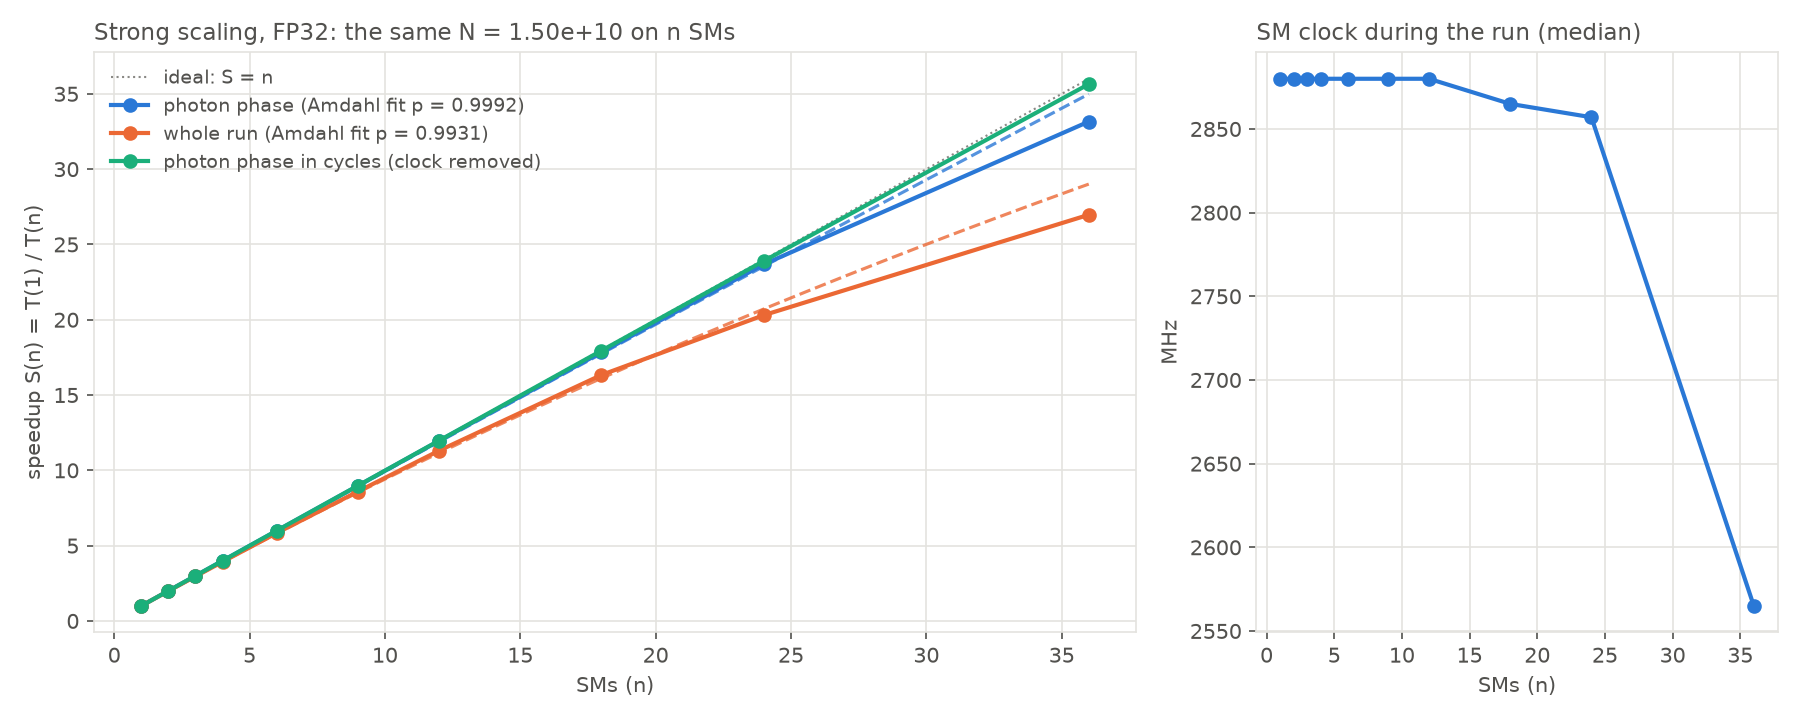 Strong scaling, FP32: the same N = 1.50e+10 on n SMs
ideal: S = n
photon phase (Amdahl fit p = 0.9992)
whole run (Amdahl fit p = 0.9931)
photon phase in cycles (clock removed)
speedup S(n) = T(1) / T(n)
35
30
25
20
15
10
5
0
0 5 10 15 20 25 30 35
SMs (n)
SM clock during the run (median)
MHz
2850
2800
2750
2700
2650
2600
2550
0 5 10 15 20 25 30 35
SMs (n)